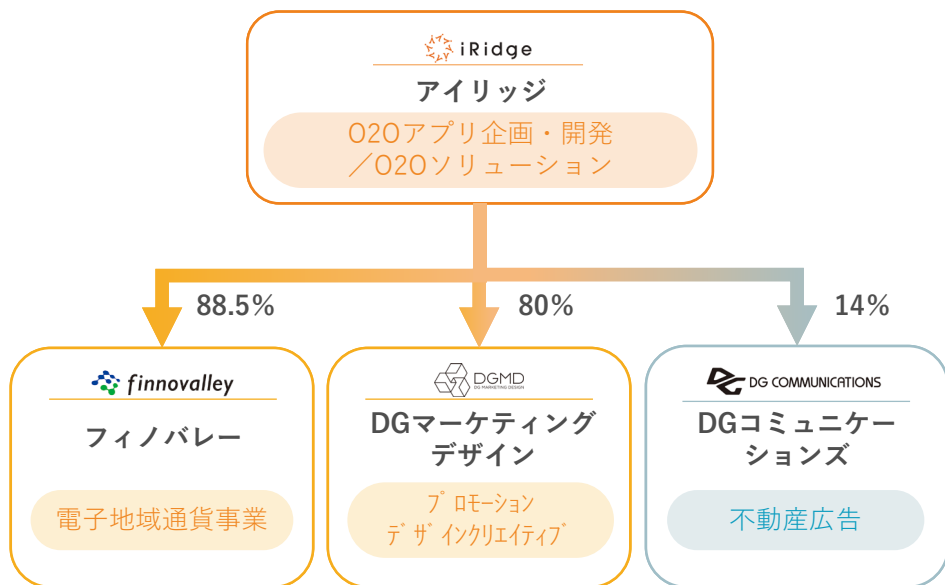 iRidge
アイリッジ
O2Oアプリ企画・開発
／O2Oソリューション
88.5%
80%
14%
finnovalley
フィノバレー
電子地域通貨事業
DGMD
DG MARKETING DESIGN
DGマーケティング
デザイン
ﾌﾟﾛﾓｰｼｮﾝ
ﾃﾞｻﾞｲﾝｸﾘｴｲﾃｨﾌﾞ
DG COMMUNICATIONS
DGコミュニケー
ションズ
不動産広告